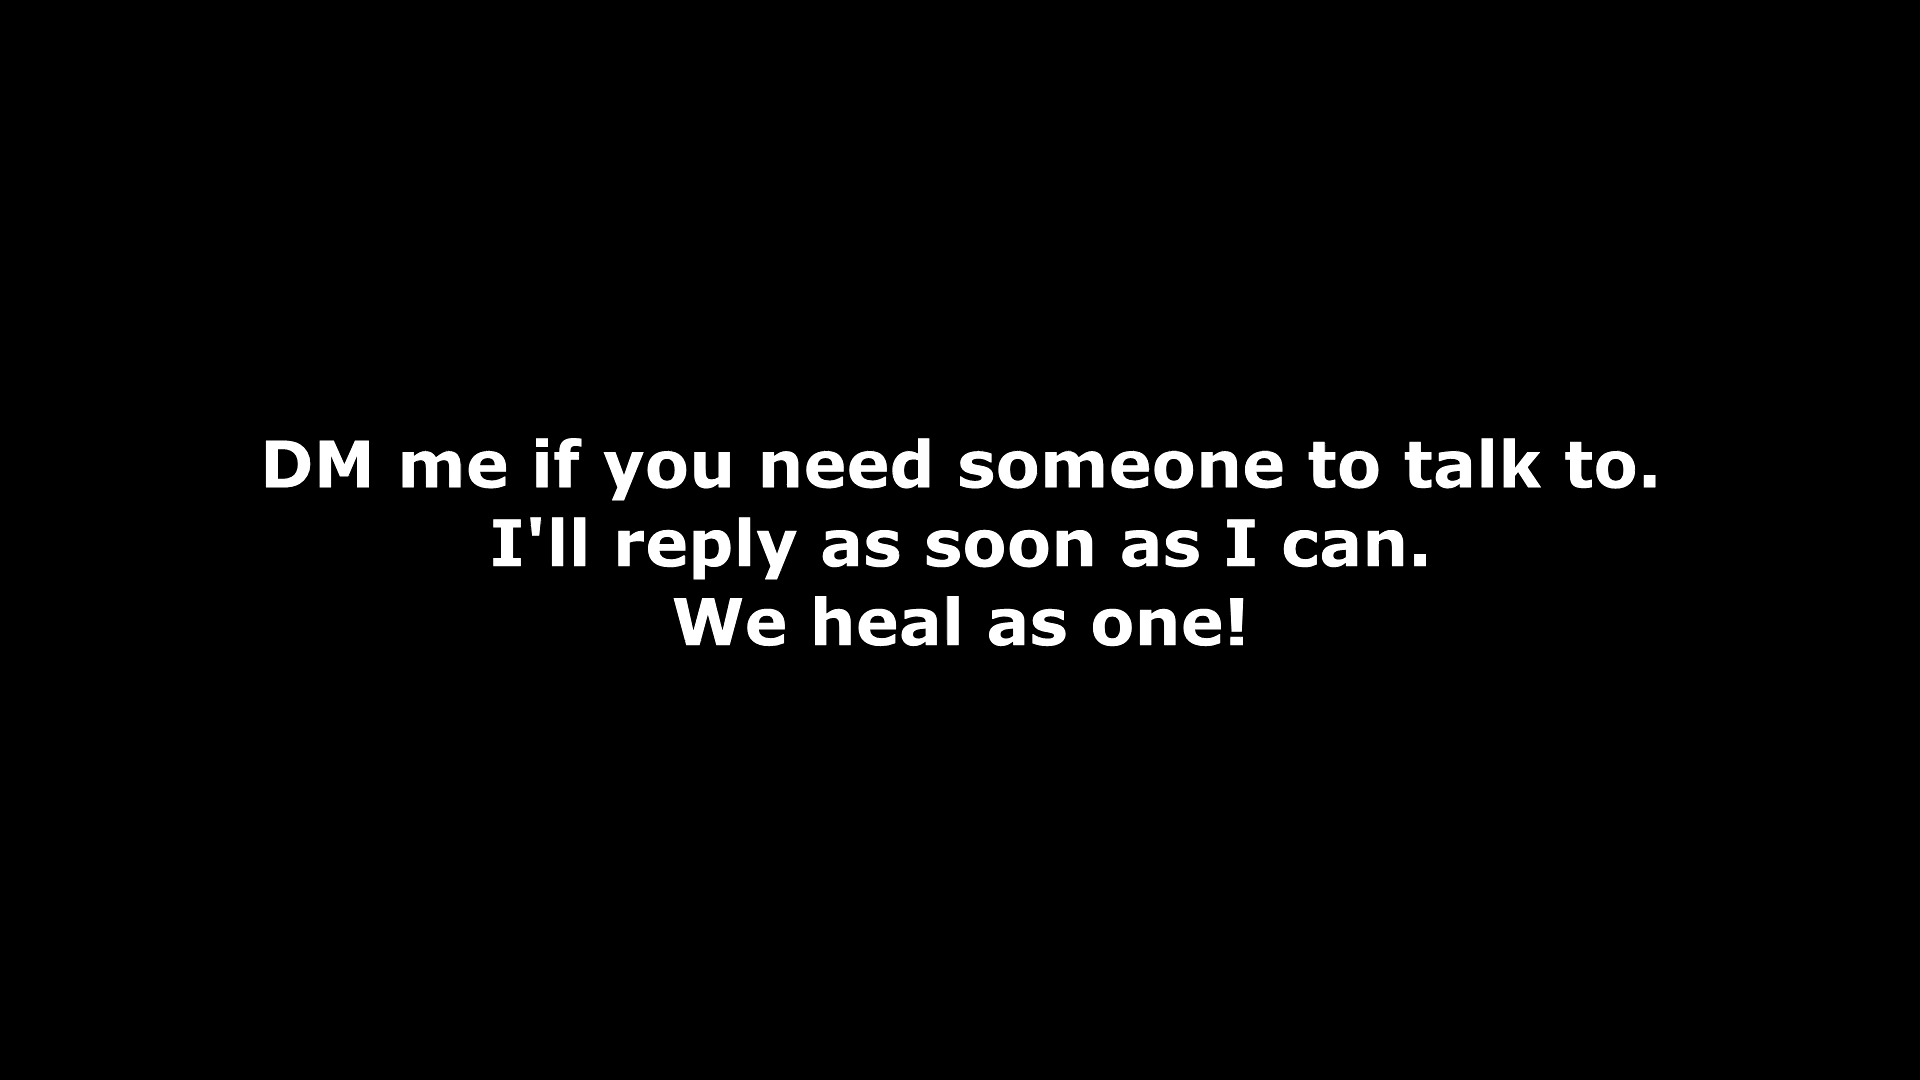 DM me if you need someone to talk to.
I'll reply as soon as I can.
We heal as one!